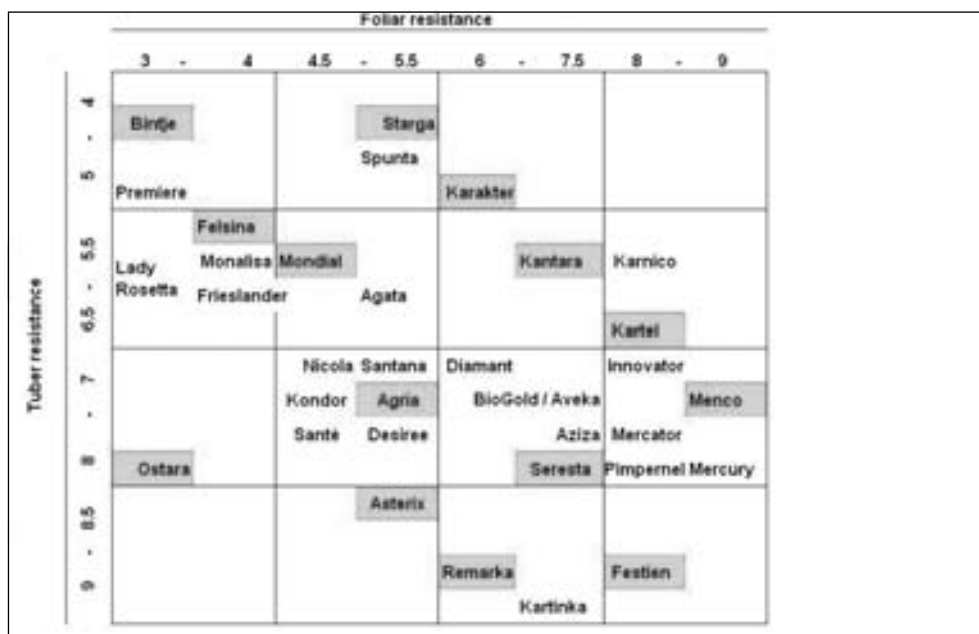 Foliar resistance
3 - 4 4.5 - 5.5 6 - 7.5 8 - 9
Tuber resistance
4 - 5
Bintje Starga
Spunta
Premiere Karakter
5.5 - 6.5
Felsina
Monalisa Mondial Kantara Karnico
Lady
Rosetta Frieslander Agata
Kartel
7 - 8
Nicola Santana Diamant Innovator
Kondor Agria BioGold / Aveka Menco
Santé Desiree Aziza Mercator
Ostara Seresta Pimpernel Mercury
8.5 - 9
Asterix
Remarka Festien
Kartinka